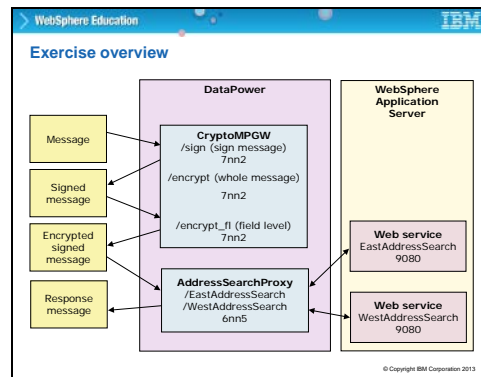 WebSphere Education
IBM
Exercise overview
DataPower
WebSphere
Application
Server
Message
Signed
message
Encrypted
signed
message
Response
message
CryptoMPGW
/sign (sign message)
7nn2
/encrypt (whole message)
7nn2
/encrypt_fl (field level)
7nn2
AddressSearchProxy
/EastAddressSearch
/WestAddressSearch
6nn5
Web service
EastAddressSearch
9080
Web service
WestAddressSearch
9080
© Copyright IBM Corporation 2013